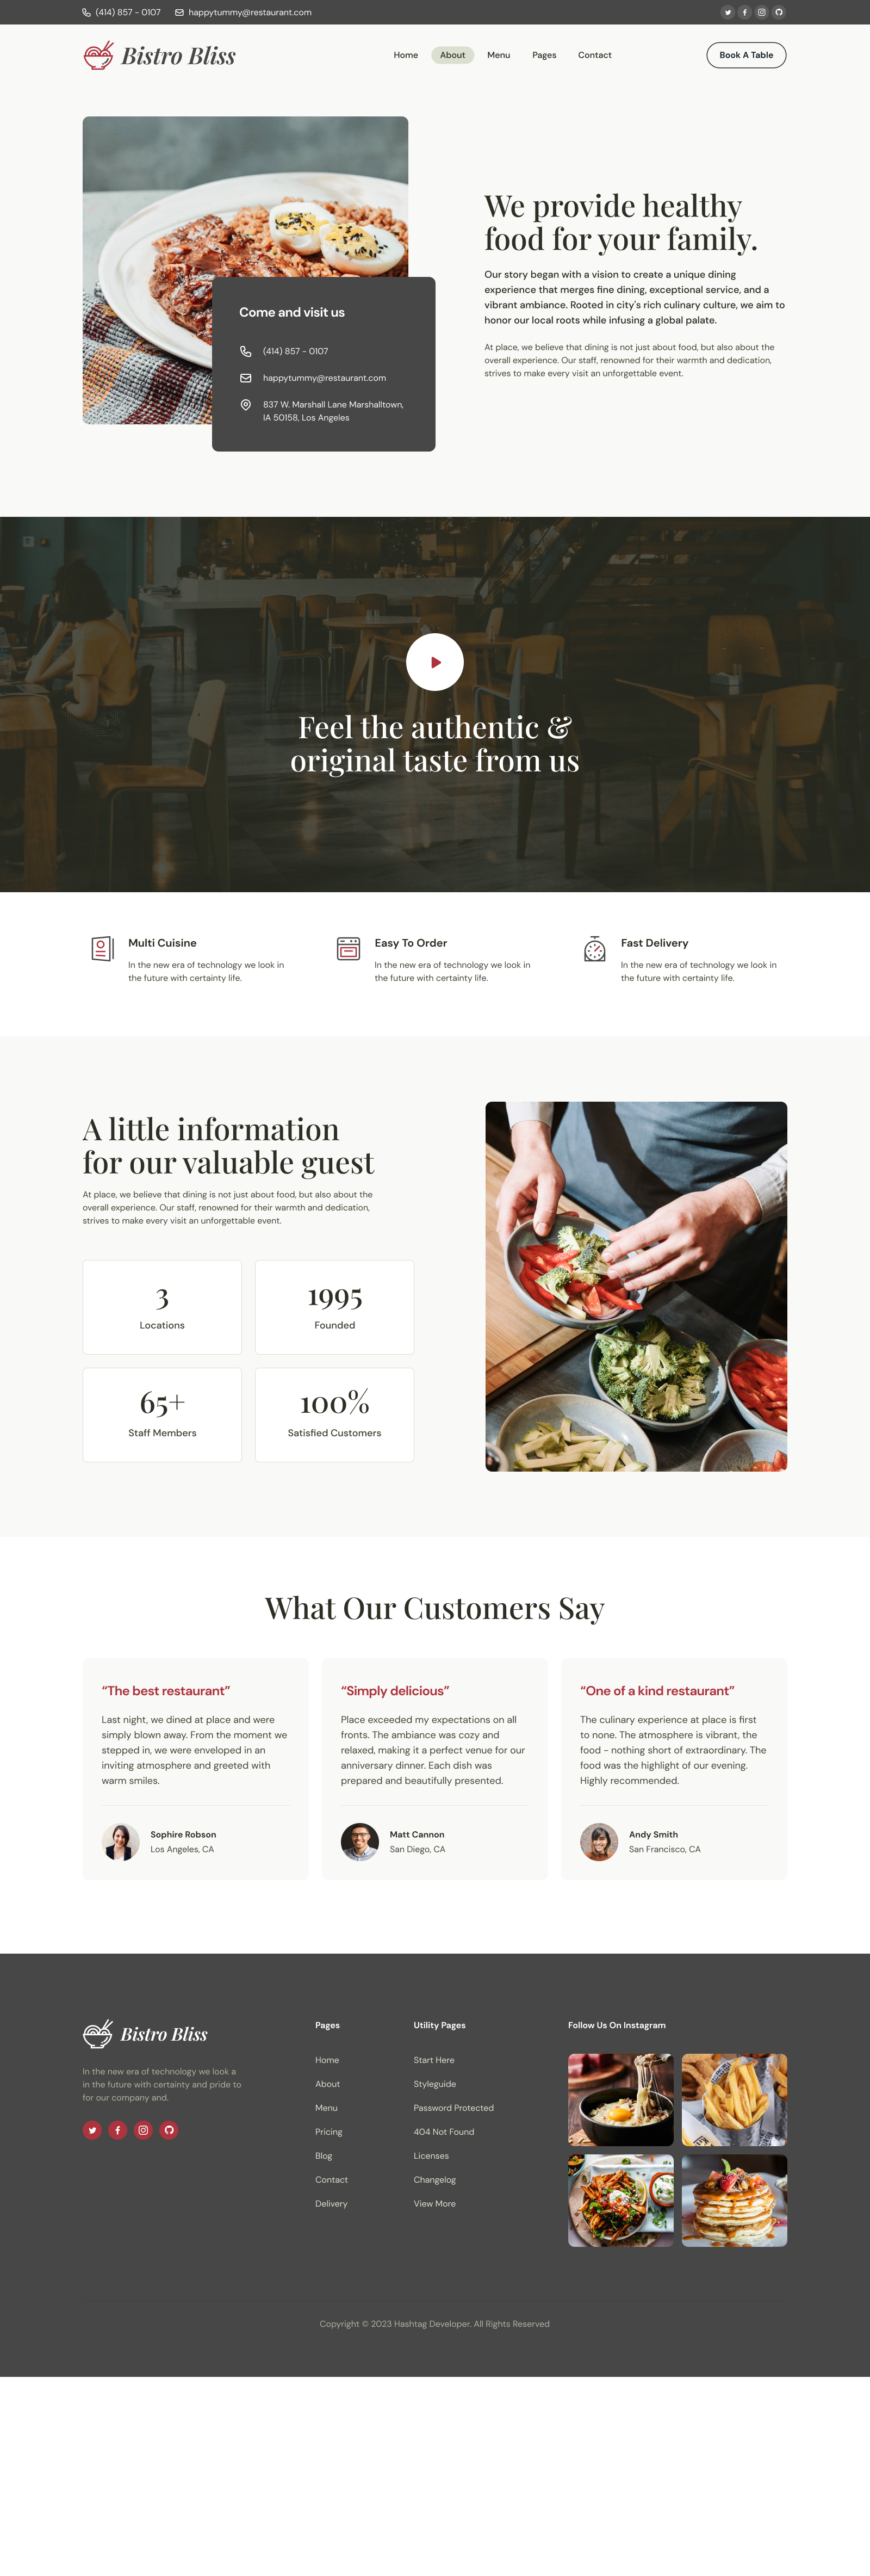 (414) 857 - 0107
happytummy@restaurant.com
Bistro Bliss
Home
About
Menu
Pages
Contact
Book A Table
We provide healthy
food for your family.
Our story began with a vision to create a unique dining
experience that merges fine dining, exceptional service, and a
vibrant ambiance. Rooted in city's rich culinary culture, we aim to
honor our local roots while infusing a global palate.
At place, we believe that dining is not just about food, but also about the
overall experience. Our staff, renowned for their warmth and dedication,
strives to make every visit an unforgettable event.
Come and visit us
(414) 857 - 0107
happytummy@restaurant.com
837 W. Marshall Lane Marshalltown,
IA 50158, Los Angeles
Feel the authentic &
original taste from us
Multi Cuisine
In the new era of technology we look in
the future with certainty life.
Easy To Order
In the new era of technology we look in
the future with certainty life.
Fast Delivery
In the new era of technology we look in
the future with certainty life.
A little information
for our valuable guest
At place, we believe that dining is not just about food, but also about the
overall experience. Our staff, renowned for their warmth and dedication,
strives to make every visit an unforgettable event.
3
Locations
1995
Founded
65+
Staff Members
100%
Satisfied Customers
What Our Customers Say
“The best restaurant”
Last night, we dined at place and were
simply blown away. From the moment we
stepped in, we were enveloped in an
inviting atmosphere and greeted with
warm smiles.
Sophire Robson
Los Angeles, CA
“Simply delicious”
Place exceeded my expectations on all
fronts. The ambiance was cozy and
relaxed, making it a perfect venue for our
anniversary dinner. Each dish was
prepared and beautifully presented.
Matt Cannon
San Diego, CA
“One of a kind restaurant”
The culinary experience at place is first
to none. The atmosphere is vibrant, the
food - nothing short of extraordinary. The
food was the highlight of our evening.
Highly recommended.
Andy Smith
San Francisco, CA
Bistro Bliss
In the new era of technology we look a
in the future with certainty and pride to
for our company and.
Pages
Home
About
Menu
Pricing
Blog
Contact
Delivery
Utility Pages
Start Here
Styleguide
Password Protected
404 Not Found
Licenses
Changelog
View More
Follow Us On Instagram
Copyright © 2023 Hashtag Developer. All Rights Reserved